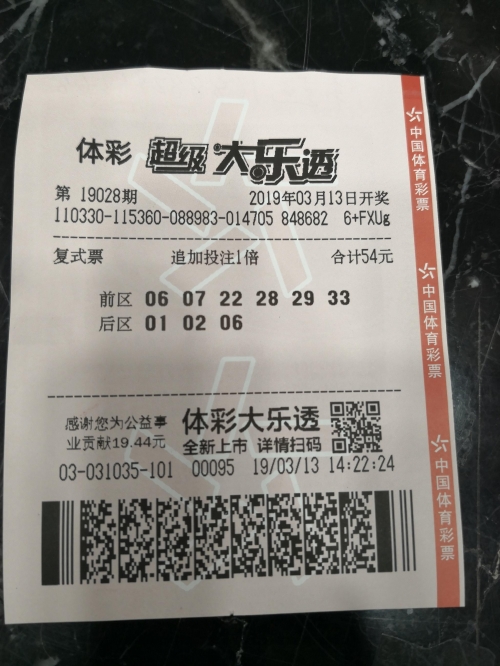 体彩 超级大乐透
第 19028期 2019年03月13日开奖
110330-115360-088983-014705 848682 6+FXUg
复式票 追加投注1倍 合计54元
前区 06 07 22 28 29 33
后区 01 02 06
感谢您为公益事
业贡献19.44元
体彩大乐透
全新上市 详情扫码
03-031035-101 00095 19/03/13 14:22:24
中国体育彩票
中国体育彩票
中国体育彩票